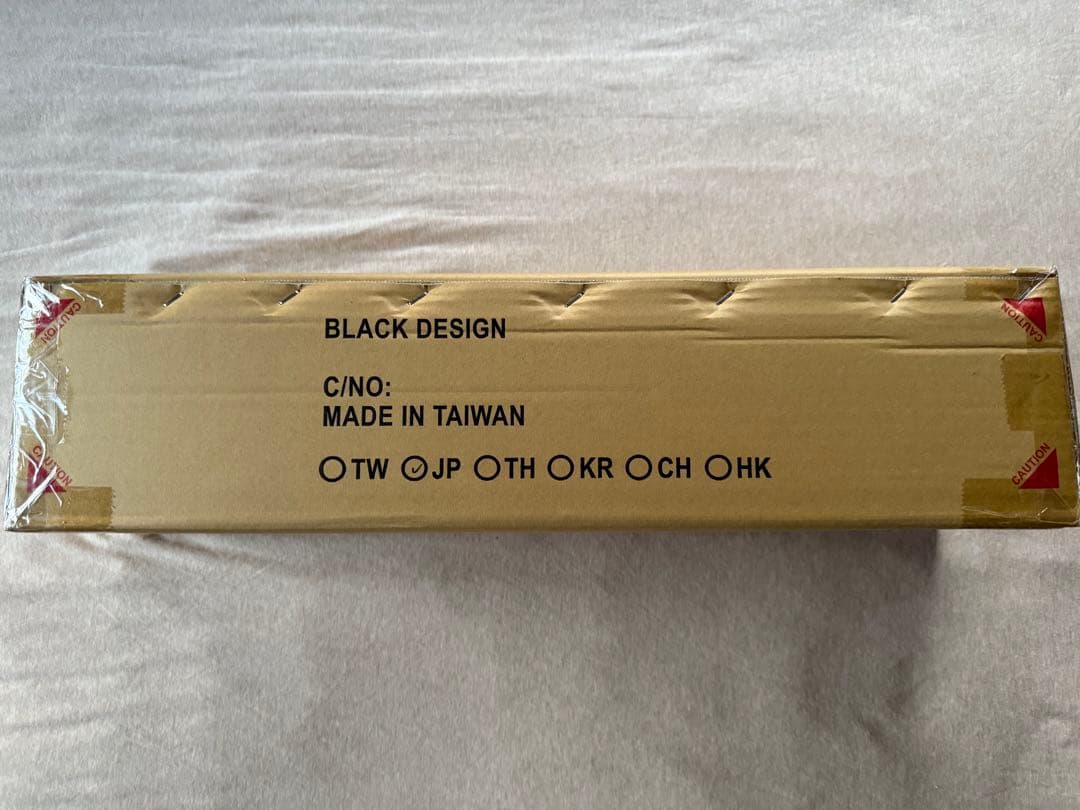 BLACK DESIGN
C/NO:
MADE IN TAIWAN
TW JP TH KR CH HK
CAUTION
CAUTION
CAUTION
CAUTION